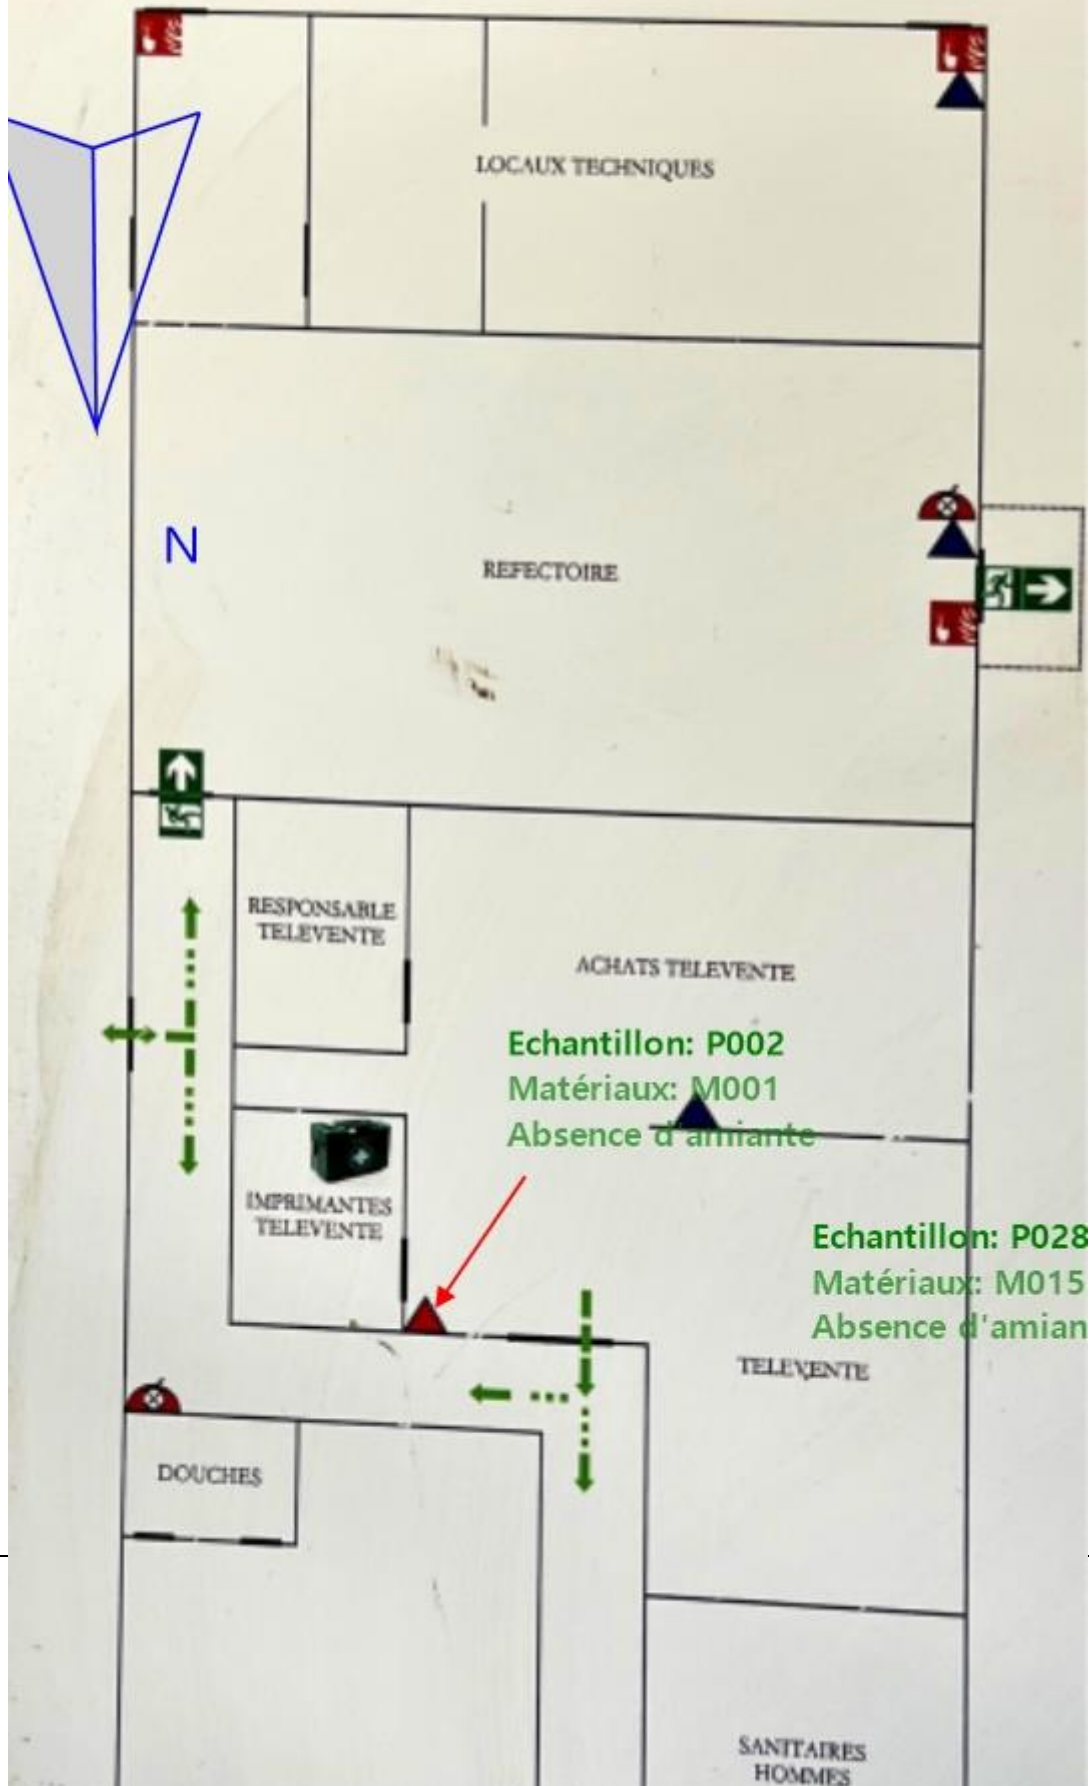 LOCAUX TECHNIQUES
N
REFECTOIRE
RESPONSABLE
TELEVENTE
ACHATS TELEVENTE
Echantillon: P002
Matériaux: M001
Absence d'amiante
IMPRIMANTES
TELEVENTE
Echantillon: P028
Matériaux: M015
Absence d'amian
TELEVENTE
DOUCHES
SANITAIRES
HOMMES